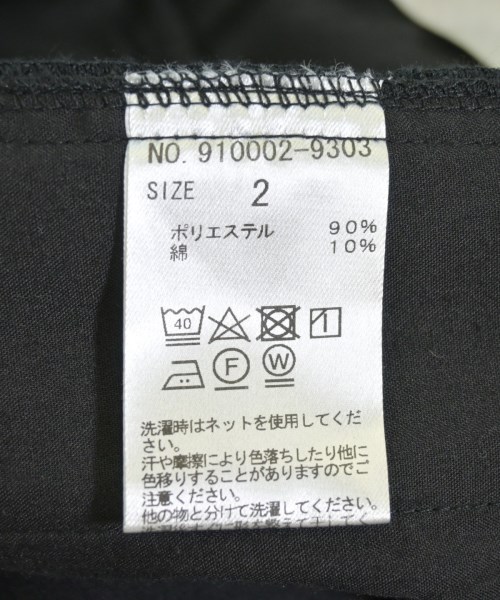 NO. 910002-9303
SIZE 2
ポリエステル 90%
綿 10%
40
F W
洗濯時はネットを使用してくだ
さい。
汗や摩擦により色落ちしたり他に
色移りすることがありますのでご
注意ください。
他の物と分けて洗濯してください。